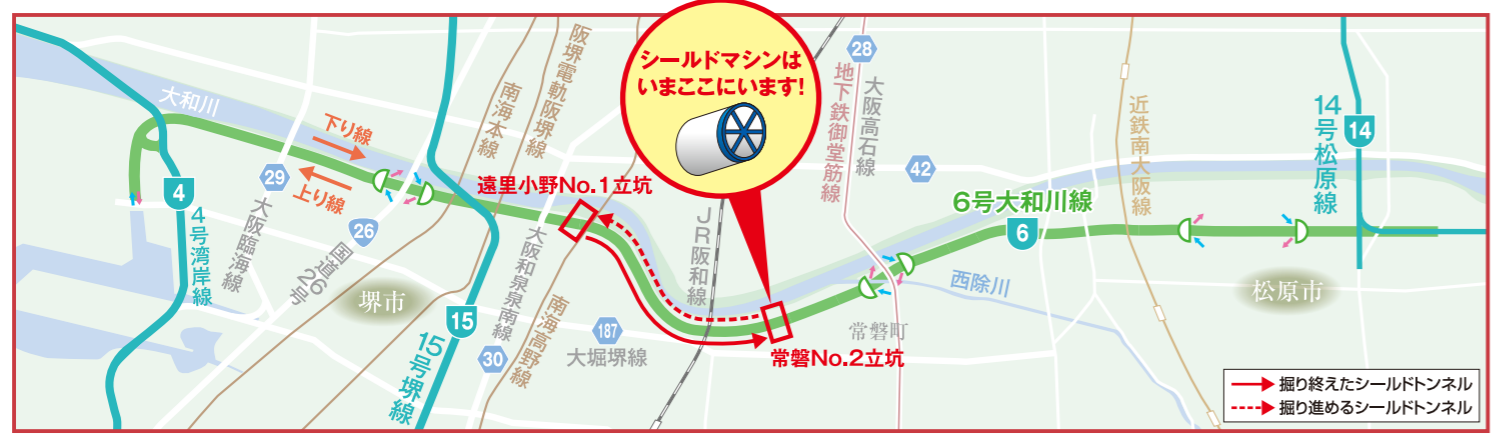 シールドマシンは
いまここにいます!
大和川
下り線
上り線
遠里小野No.1立坑
常磐No.2立坑
阪堺電軌阪堺線
南海本線
南海高野線
JR阪和線
地下鉄御堂筋線
大阪高石線
近鉄南大阪線
14号松原線
14
6号大和川線
6
西除川
松原市
常磐町
堺市
4
4号湾岸線
29
大阪臨海線
26
国道26号
15
15号堺線
大阪和泉泉南線
30
187
大堀堺線
28
42
掘り終えたシールドトンネル
掘り進めるシールドトンネル